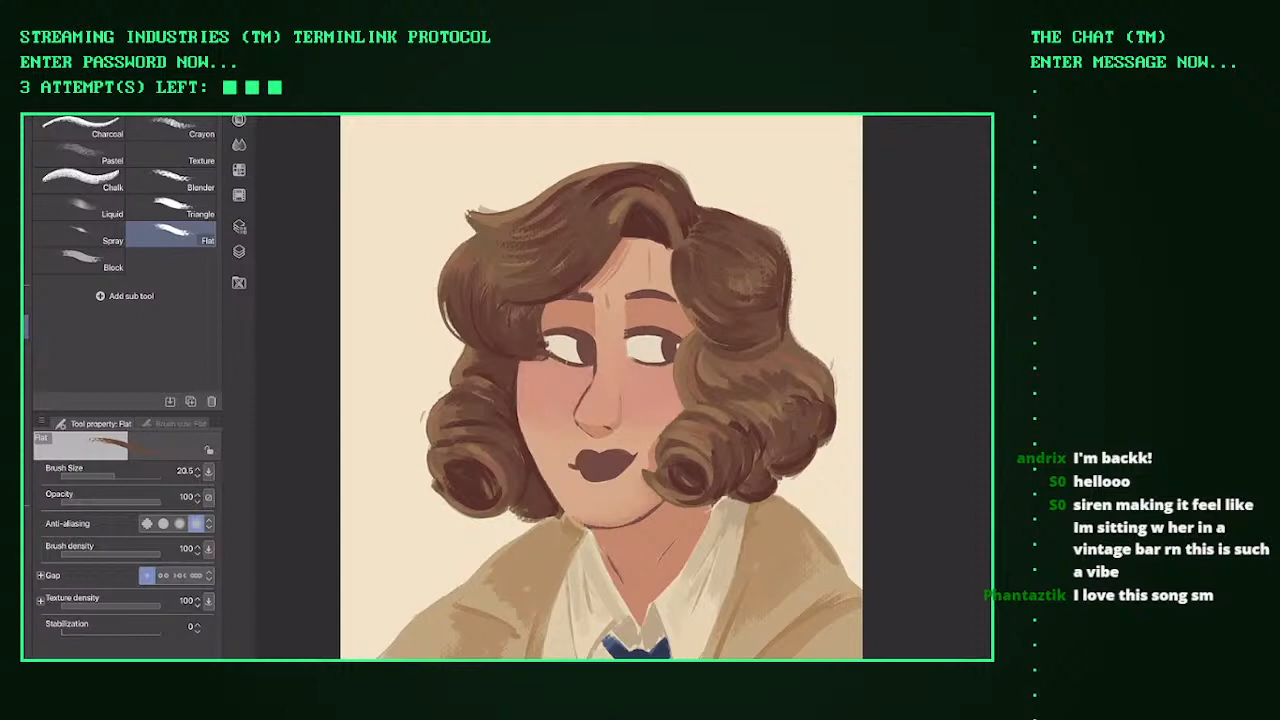 STREAMING INDUSTRIES (TM) TERMINLINK PROTOCOL
ENTER PASSWORD NOW...
3 ATTEMPT(S) LEFT:
THE CHAT (TM)
ENTER MESSAGE NOW...
Charcoal
Crayon
Pastel
Texture
Chalk
Blender
Liquid
Triangle
Spray
Flat
Block
Add sub tool
Tool property: Flat
Brush size: Flat
Flat
Brush Size 20.5
Opacity 100
Anti-aliasing
Brush density 100
Gap
Texture density 100
Stabilization 0
andrix I'm backk!
S0 hellooo
S0 siren making it feel like
Im sitting w her in a
vintage bar rn this is such
a vibe
Phantaztik I love this song sm